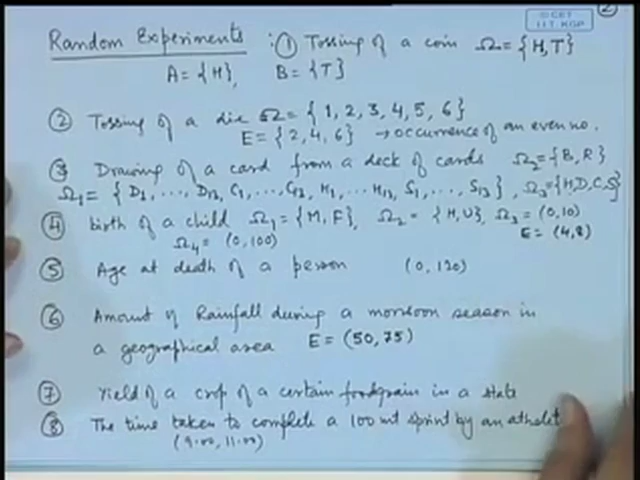 2
© CET
I.I.T. KGP
Random Experiments : ① Tossing of a coin Ω = {H, T}
A = {H}, B = {T}
② Tossing of a die Ω = {1, 2, 3, 4, 5, 6}
E = {2, 4, 6} → occurrence of an even no.
③ Drawing of a card from a deck of cards Ω₂ = {B, R}
Ω₁ = {D₁, ..., D₁₃, C₁, ..., C₁₃, H₁, ... H₁₃, S₁, ..., S₁₃}, Ω₃ = {H, D, C, S}
④ birth of a child Ω₁ = {M, F}, Ω₂ = {H, U}, Ω₃ = (0, 10)
Ω₄ = (0, 100) E = (4, 8)
⑤ Age at death of a person (0, 120)
⑥ Amount of Rainfall during a monsoon season in
a geographical area E = (50, 75)
⑦ Yield of a crop of a certain foodgrain in a state
⑧ The time taken to complete a 100 mt sprint by an athlet
(9.00, 11.00)